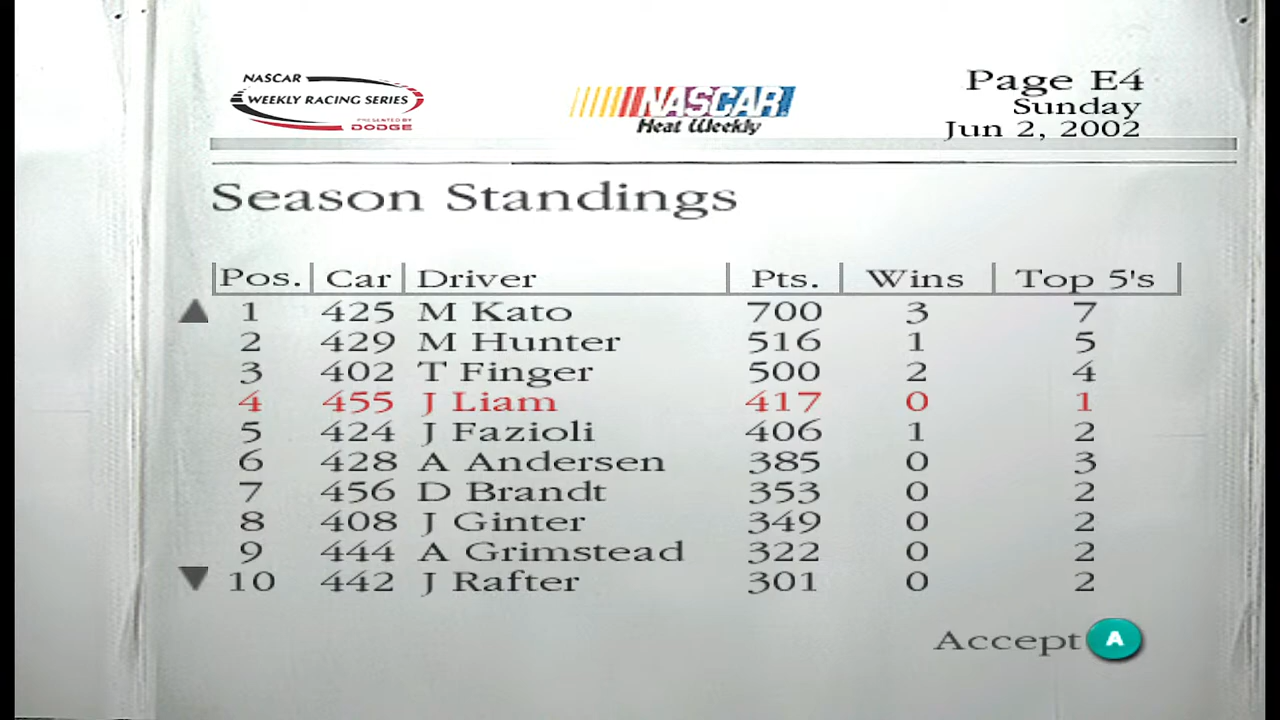 NASCAR
WEEKLY RACING SERIES
PRESENTED BY
DODGE
NASCAR
Heat Weekly
Page E4
Sunday
Jun 2, 2002
Season Standings
Pos. Car Driver Pts. Wins Top 5's
1 425 M Kato 700 3 7
2 429 M Hunter 516 1 5
3 402 T Finger 500 2 4
4 455 J Liam 417 0 1
5 424 J Fazioli 406 1 2
6 428 A Andersen 385 0 3
7 456 D Brandt 353 0 2
8 408 J Ginter 349 0 2
9 444 A Grimstead 322 0 2
10 442 J Rafter 301 0 2
Accept A